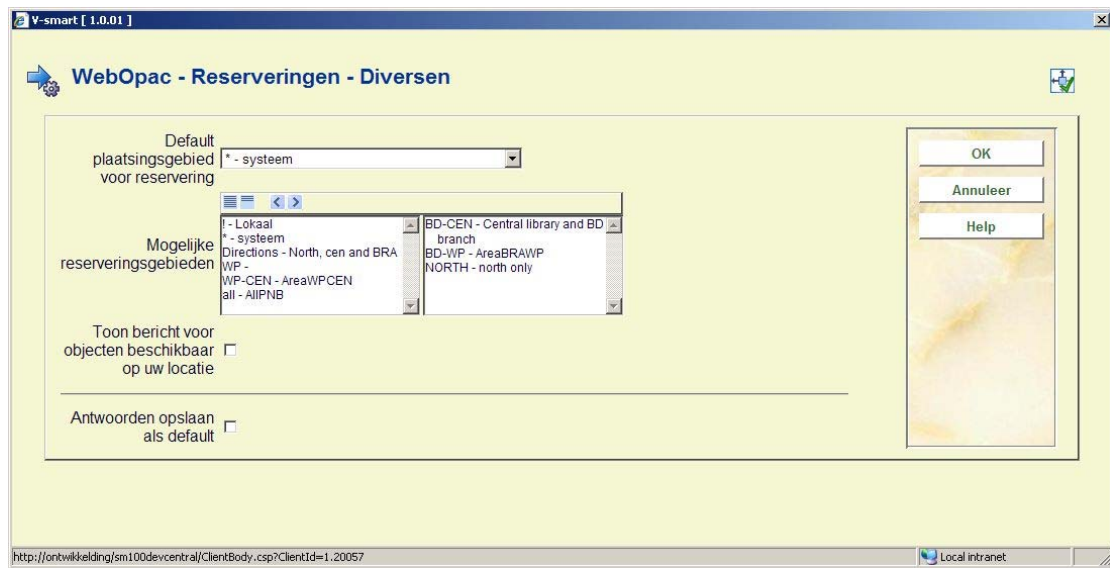 V-smart [ 1.0.01 ]
WebOpac - Reserveringen - Diversen
Default
plaatsingsgebied
voor reservering
* - systeem
Mogelijke
reserveringsgebieden
! - Lokaal
* - systeem
Directions - North, cen and BRA
WP -
WP-CEN - AreaWPCEN
all - AllPNB
BD-CEN - Central library and BD
branch
BD-WP - AreaBRAWP
NORTH - north only
Toon bericht voor
objecten beschikbaar
op uw locatie
Antwoorden opslaan
als default
OK
Annuleer
Help
http://ontwikkelding/sm100devcentral/ClientBody.csp?ClientId=1.20057
Local intranet